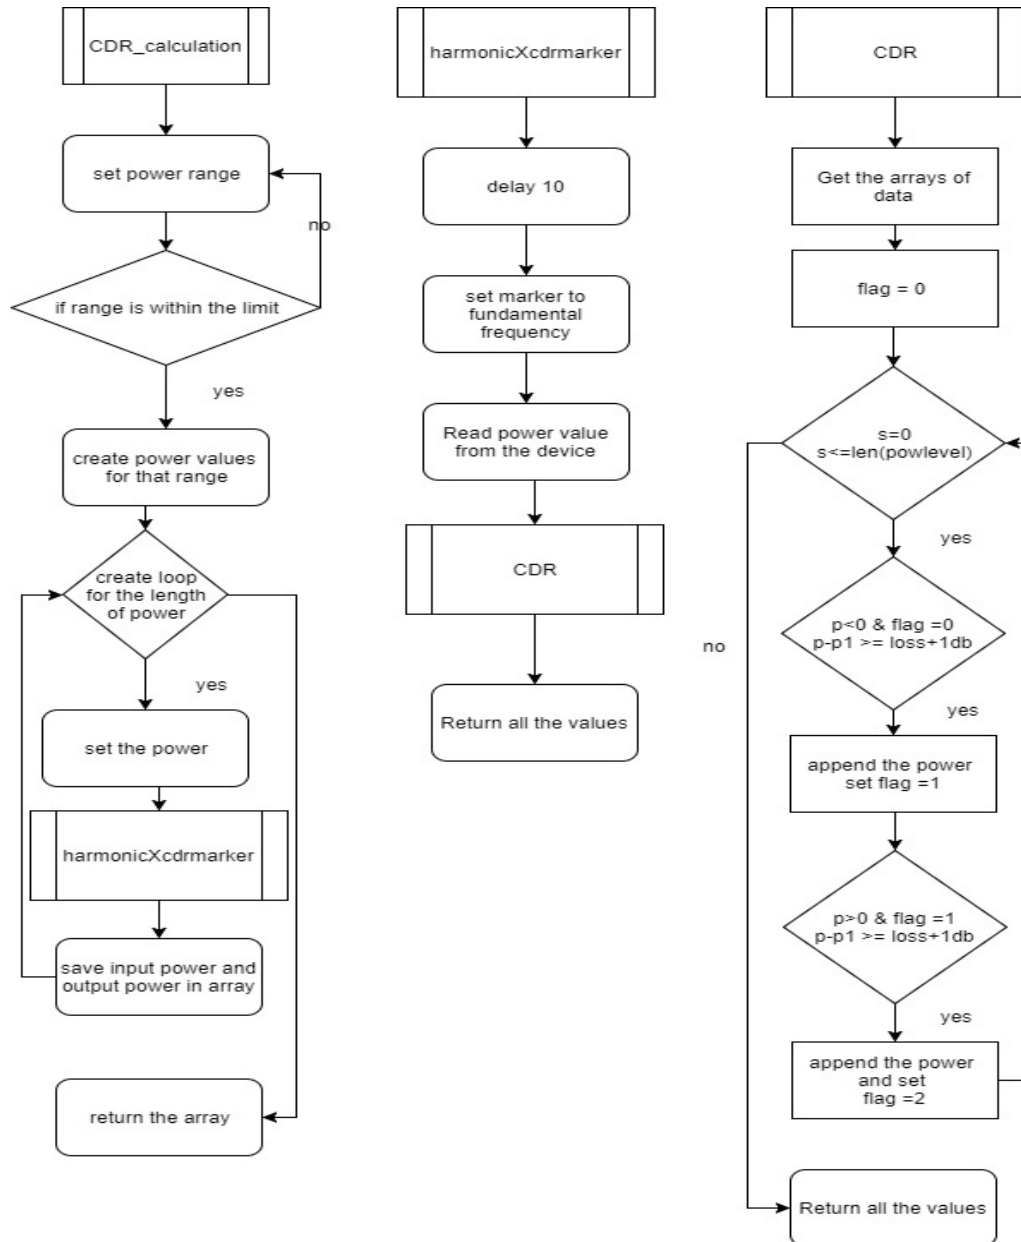 CDR_calculation
set power range
no
if range is within the limit
yes
create power values
for that range
create loop
for the length
of power
yes
set the power
harmonicXcdrmarker
save input power and
output power in array
return the array
harmonicXcdrmarker
delay 10
set marker to
fundamental
frequency
Read power value
from the device
CDR
Return all the values
CDR
Get the arrays of
data
flag = 0
s=0
s<=len(powlevel)
yes
no
p<0 & flag =0
p-p1 >= loss+1db
yes
append the power
set flag =1
p>0 & flag =1
p-p1 >= loss+1db
yes
append the power
and set
flag =2
Return all the values